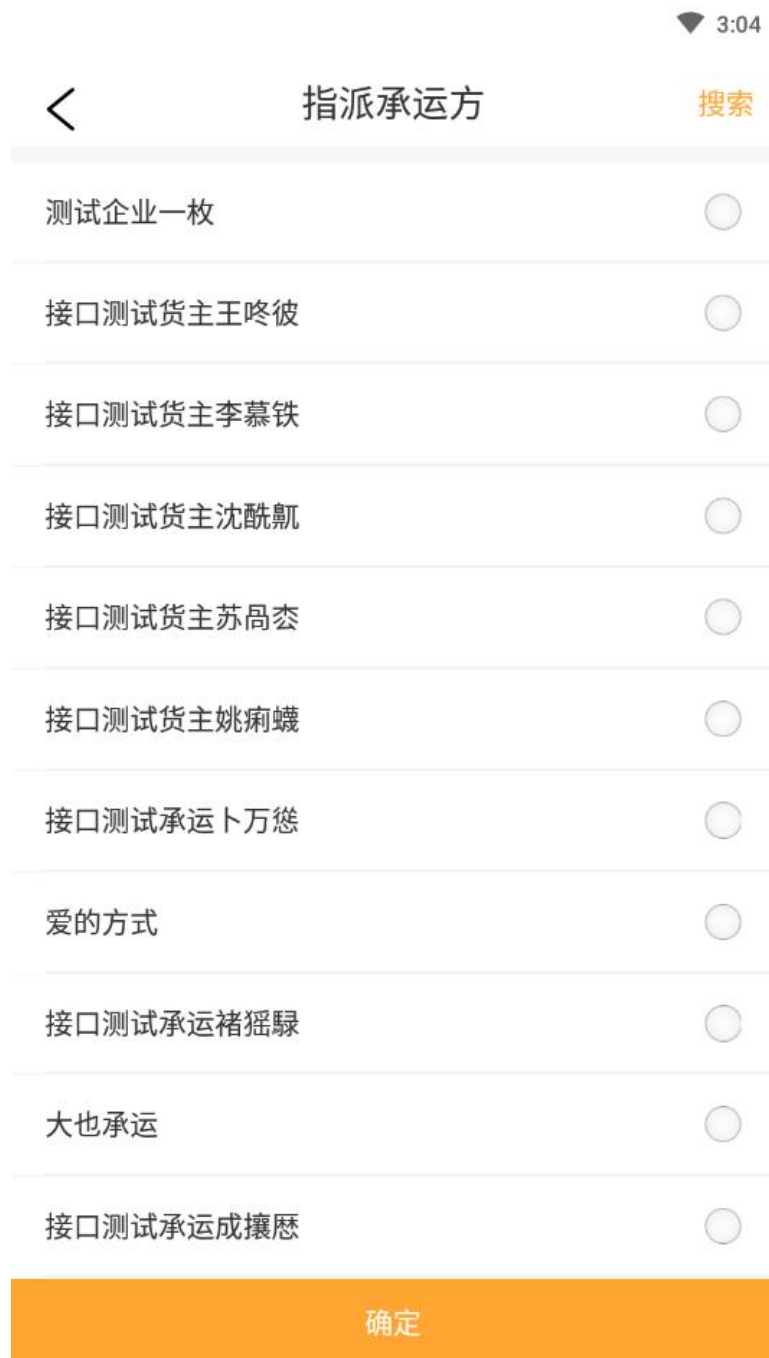 3:04
指派承运方
搜索
测试企业一枚
接口测试货主王咚彼
接口测试货主李慕铁
接口测试货主沈酰鼿
接口测试货主苏咼枩
接口测试货主姚痢蠛
接口测试承运卜万慫
爱的方式
接口测试承运褚猺騄
大也承运
接口测试承运成攘厯
确定